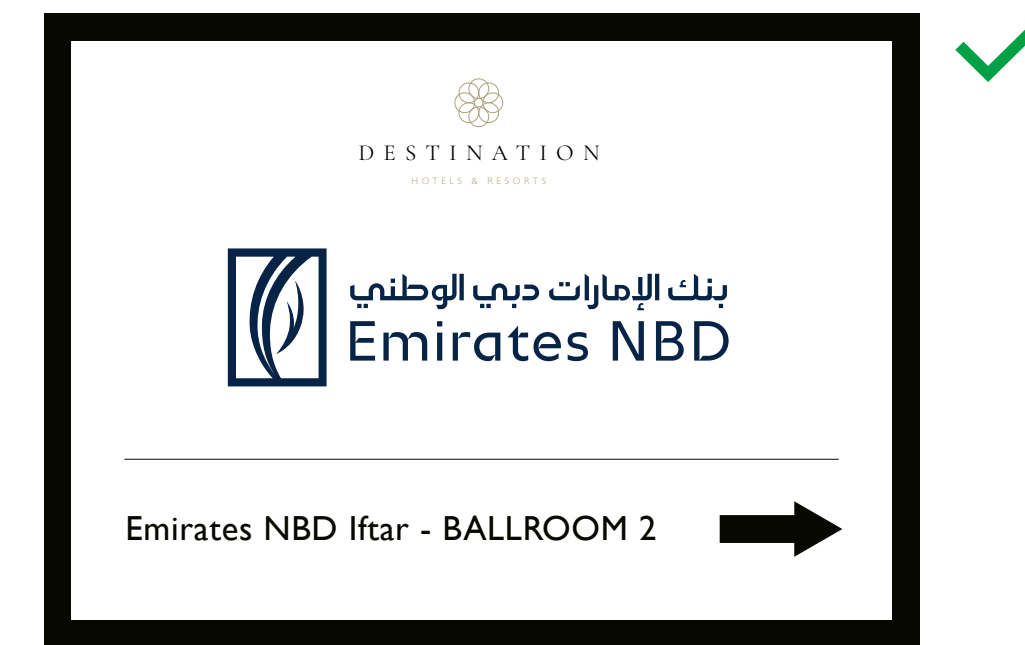 DESTINATION
HOTELS & RESORTS
بنك الإمارات دبي الوطني
Emirates NBD
Emirates NBD Iftar - BALLROOM 2